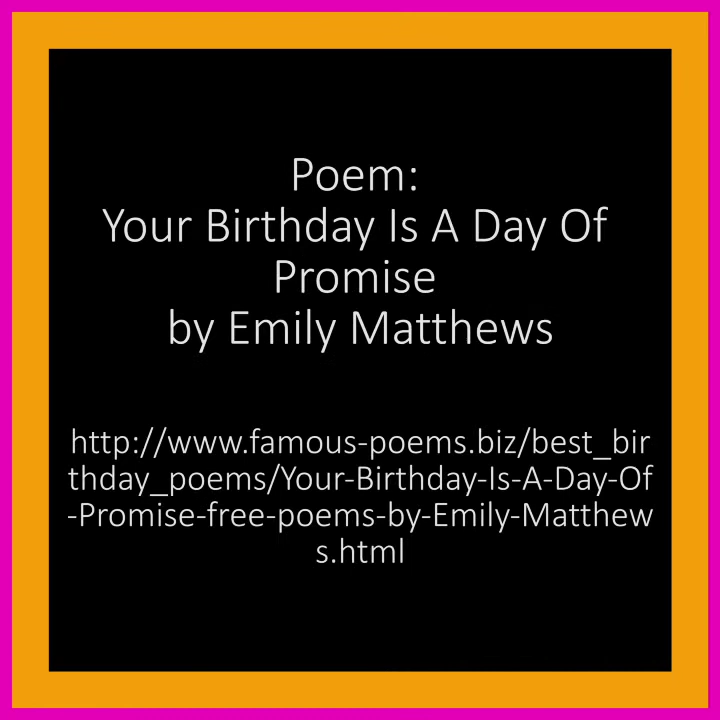 Poem:
Your Birthday Is A Day Of
Promise
by Emily Matthews
http://www.famous-poems.biz/best_bir
thday_poems/Your-Birthday-Is-A-Day-Of
-Promise-free-poems-by-Emily-Matthew
s.html